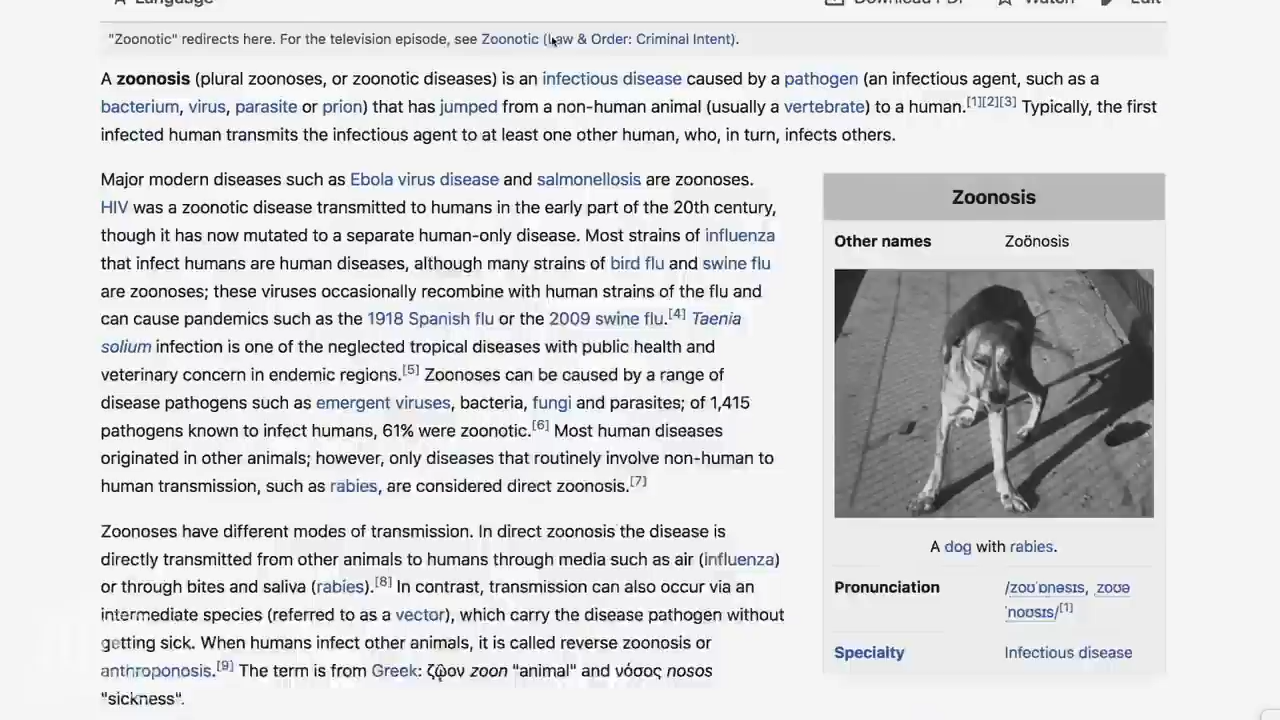 Language
Download PDF
Watch
Edit
"Zoonotic" redirects here. For the television episode, see Zoonotic (Law & Order: Criminal Intent).
A zoonosis (plural zoonoses, or zoonotic diseases) is an infectious disease caused by a pathogen (an infectious agent, such as a
bacterium, virus, parasite or prion) that has jumped from a non-human animal (usually a vertebrate) to a human.[1][2][3] Typically, the first
infected human transmits the infectious agent to at least one other human, who, in turn, infects others.
Major modern diseases such as Ebola virus disease and salmonellosis are zoonoses.
HIV was a zoonotic disease transmitted to humans in the early part of the 20th century,
though it has now mutated to a separate human-only disease. Most strains of influenza
that infect humans are human diseases, although many strains of bird flu and swine flu
are zoonoses; these viruses occasionally recombine with human strains of the flu and
can cause pandemics such as the 1918 Spanish flu or the 2009 swine flu.[4] Taenia
solium infection is one of the neglected tropical diseases with public health and
veterinary concern in endemic regions.[5] Zoonoses can be caused by a range of
disease pathogens such as emergent viruses, bacteria, fungi and parasites; of 1,415
pathogens known to infect humans, 61% were zoonotic.[6] Most human diseases
originated in other animals; however, only diseases that routinely involve non-human to
human transmission, such as rabies, are considered direct zoonosis.[7]
Zoonoses have different modes of transmission. In direct zoonosis the disease is
directly transmitted from other animals to humans through media such as air (influenza)
or through bites and saliva (rabies).[8] In contrast, transmission can also occur via an
intermediate species (referred to as a vector), which carry the disease pathogen without
getting sick. When humans infect other animals, it is called reverse zoonosis or
anthroponosis.[9] The term is from Greek: ζῷον zoon "animal" and νόσος nosos
"sickness".
Zoonosis
Other names Zoönosis
A dog with rabies.
Pronunciation /zoʊˈɒnəsɪs, ˌzoʊə
ˈnoʊsɪs/[1]
Specialty Infectious disease